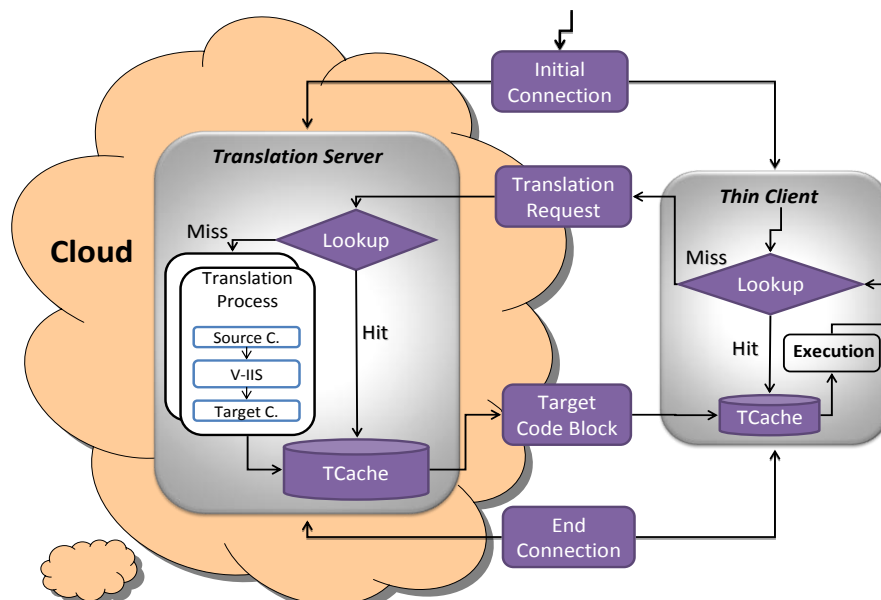 Initial
Connection
Translation Server
Translation
Request
Thin Client
Cloud
Miss
Lookup
Miss
Lookup
Translation
Process
Source C.
V-IIS
Target C.
Hit
Hit
Execution
Target
Code Block
TCache
TCache
End
Connection